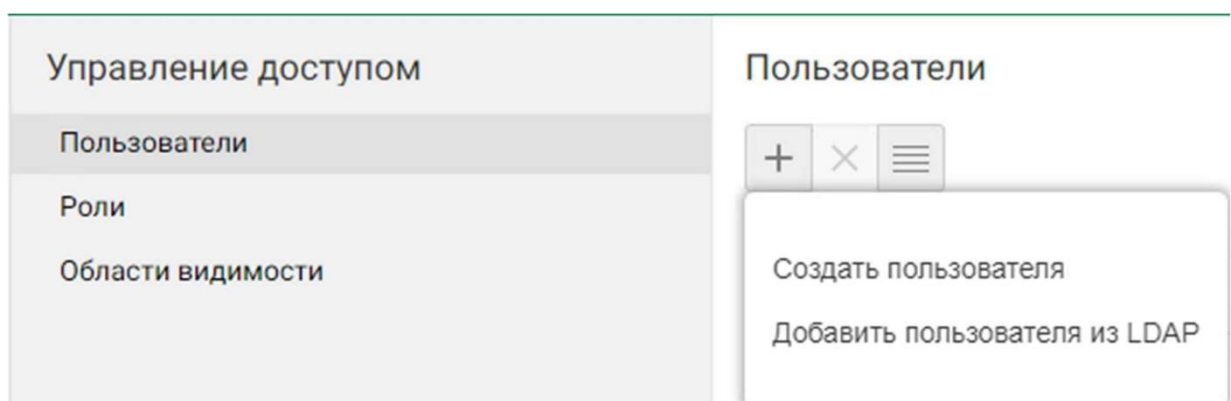 Управление доступом
Пользователи
Роли
Области видимости
Пользователи
Создать пользователя
Добавить пользователя из LDAP